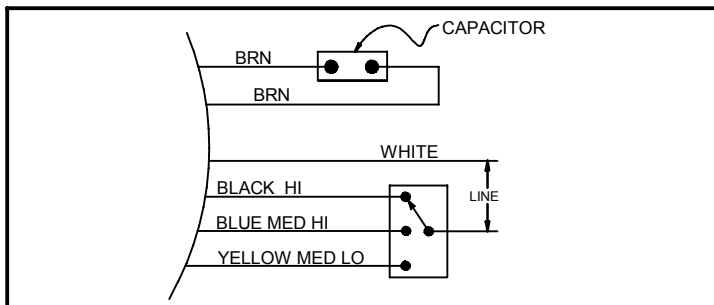 CAPACITOR
BRN
BRN
WHITE
BLACK HI
LINE
BLUE MED HI
YELLOW MED LO